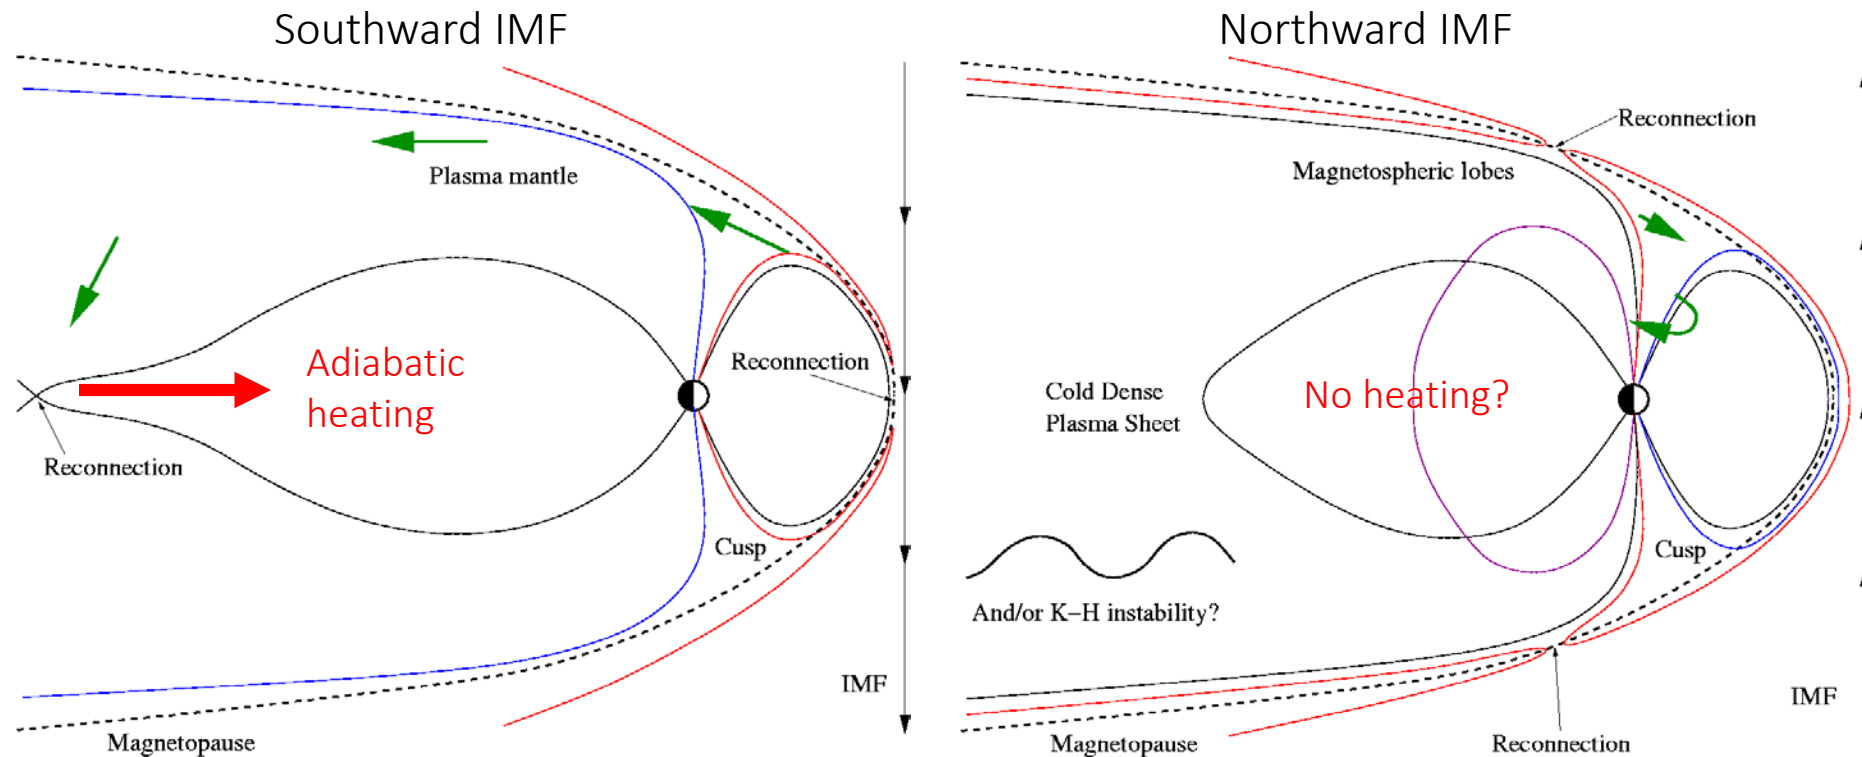 Southward IMF
Plasma mantle
Adiabatic
heating
Reconnection
Reconnection
Cusp
IMF
Magnetopause
Northward IMF
Reconnection
Magnetospheric lobes
Cold Dense
Plasma Sheet
No heating?
Cusp
And/or K–H instability?
IMF
Magnetopause
Reconnection